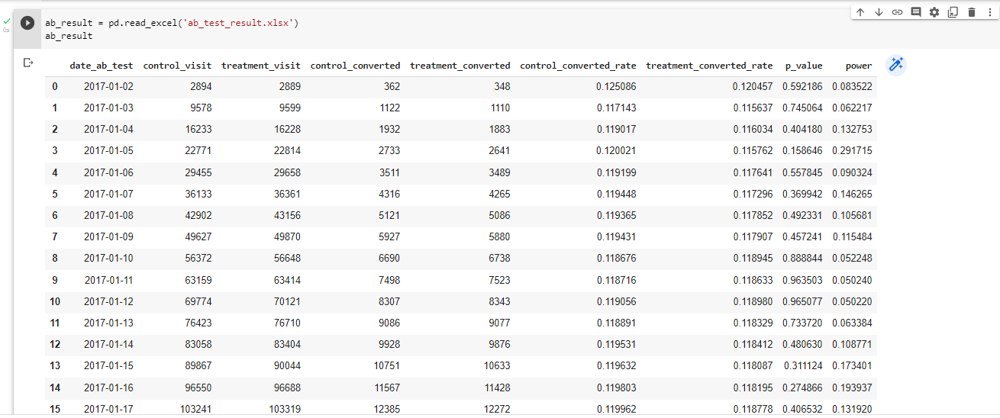 ab_result = pd.read_excel('ab_test_result.xlsx')
ab_result
0s
date_ab_test control_visit treatment_visit control_converted treatment_converted control_converted_rate treatment_converted_rate p_value power
0 2017-01-02 2894 2889 362 348 0.125086 0.120457 0.592186 0.083522
1 2017-01-03 9578 9599 1122 1110 0.117143 0.115637 0.745064 0.062217
2 2017-01-04 16233 16228 1932 1883 0.119017 0.116034 0.404180 0.132753
3 2017-01-05 22771 22814 2733 2641 0.120021 0.115762 0.158646 0.291715
4 2017-01-06 29455 29658 3511 3489 0.119199 0.117641 0.557845 0.090324
5 2017-01-07 36133 36361 4316 4265 0.119448 0.117296 0.369942 0.146265
6 2017-01-08 42902 43156 5121 5086 0.119365 0.117852 0.492331 0.105681
7 2017-01-09 49627 49870 5927 5880 0.119431 0.117907 0.457241 0.115484
8 2017-01-10 56372 56648 6690 6738 0.118676 0.118945 0.888844 0.052248
9 2017-01-11 63159 63414 7498 7523 0.118716 0.118633 0.963503 0.050240
10 2017-01-12 69774 70121 8307 8343 0.119056 0.118980 0.965077 0.050220
11 2017-01-13 76423 76710 9086 9077 0.118891 0.118329 0.733720 0.063384
12 2017-01-14 83058 83404 9928 9876 0.119531 0.118412 0.480630 0.108771
13 2017-01-15 89867 90044 10751 10633 0.119632 0.118087 0.311124 0.173401
14 2017-01-16 96550 96688 11567 11428 0.119803 0.118195 0.274866 0.193937
15 2017-01-17 103241 103319 12385 12272 0.119962 0.118778 0.406532 0.131920